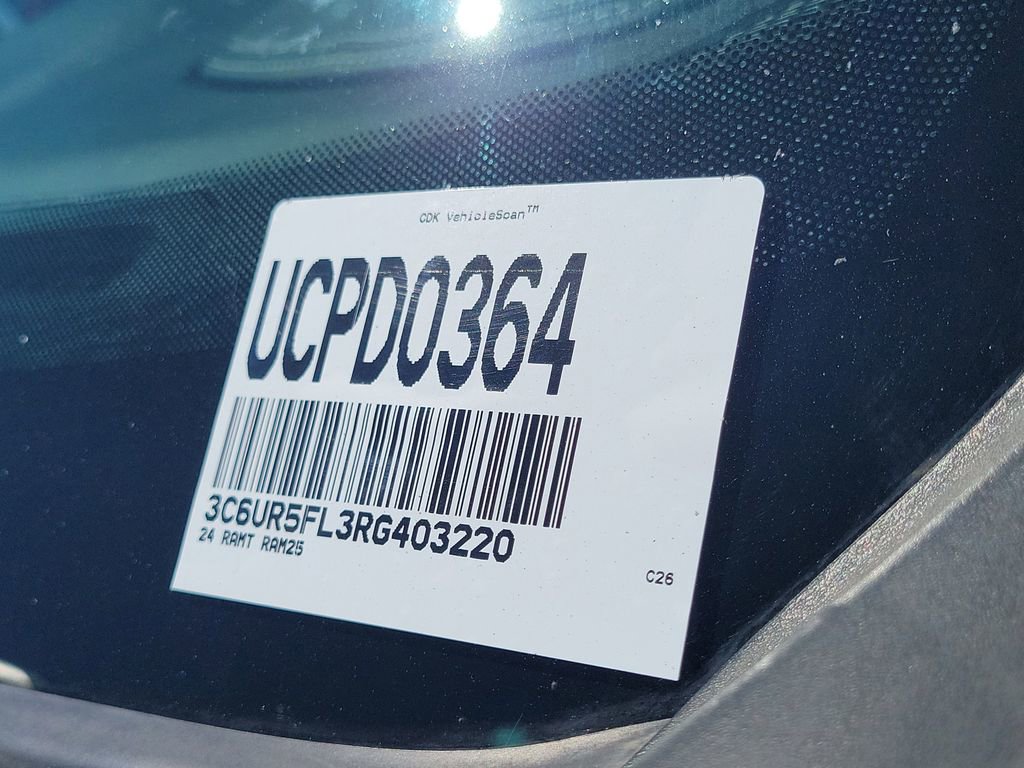 CDK VehicleScan™
UCPD0364
3C6UR5FL3RG403220
24 RAMT RAM25
C26